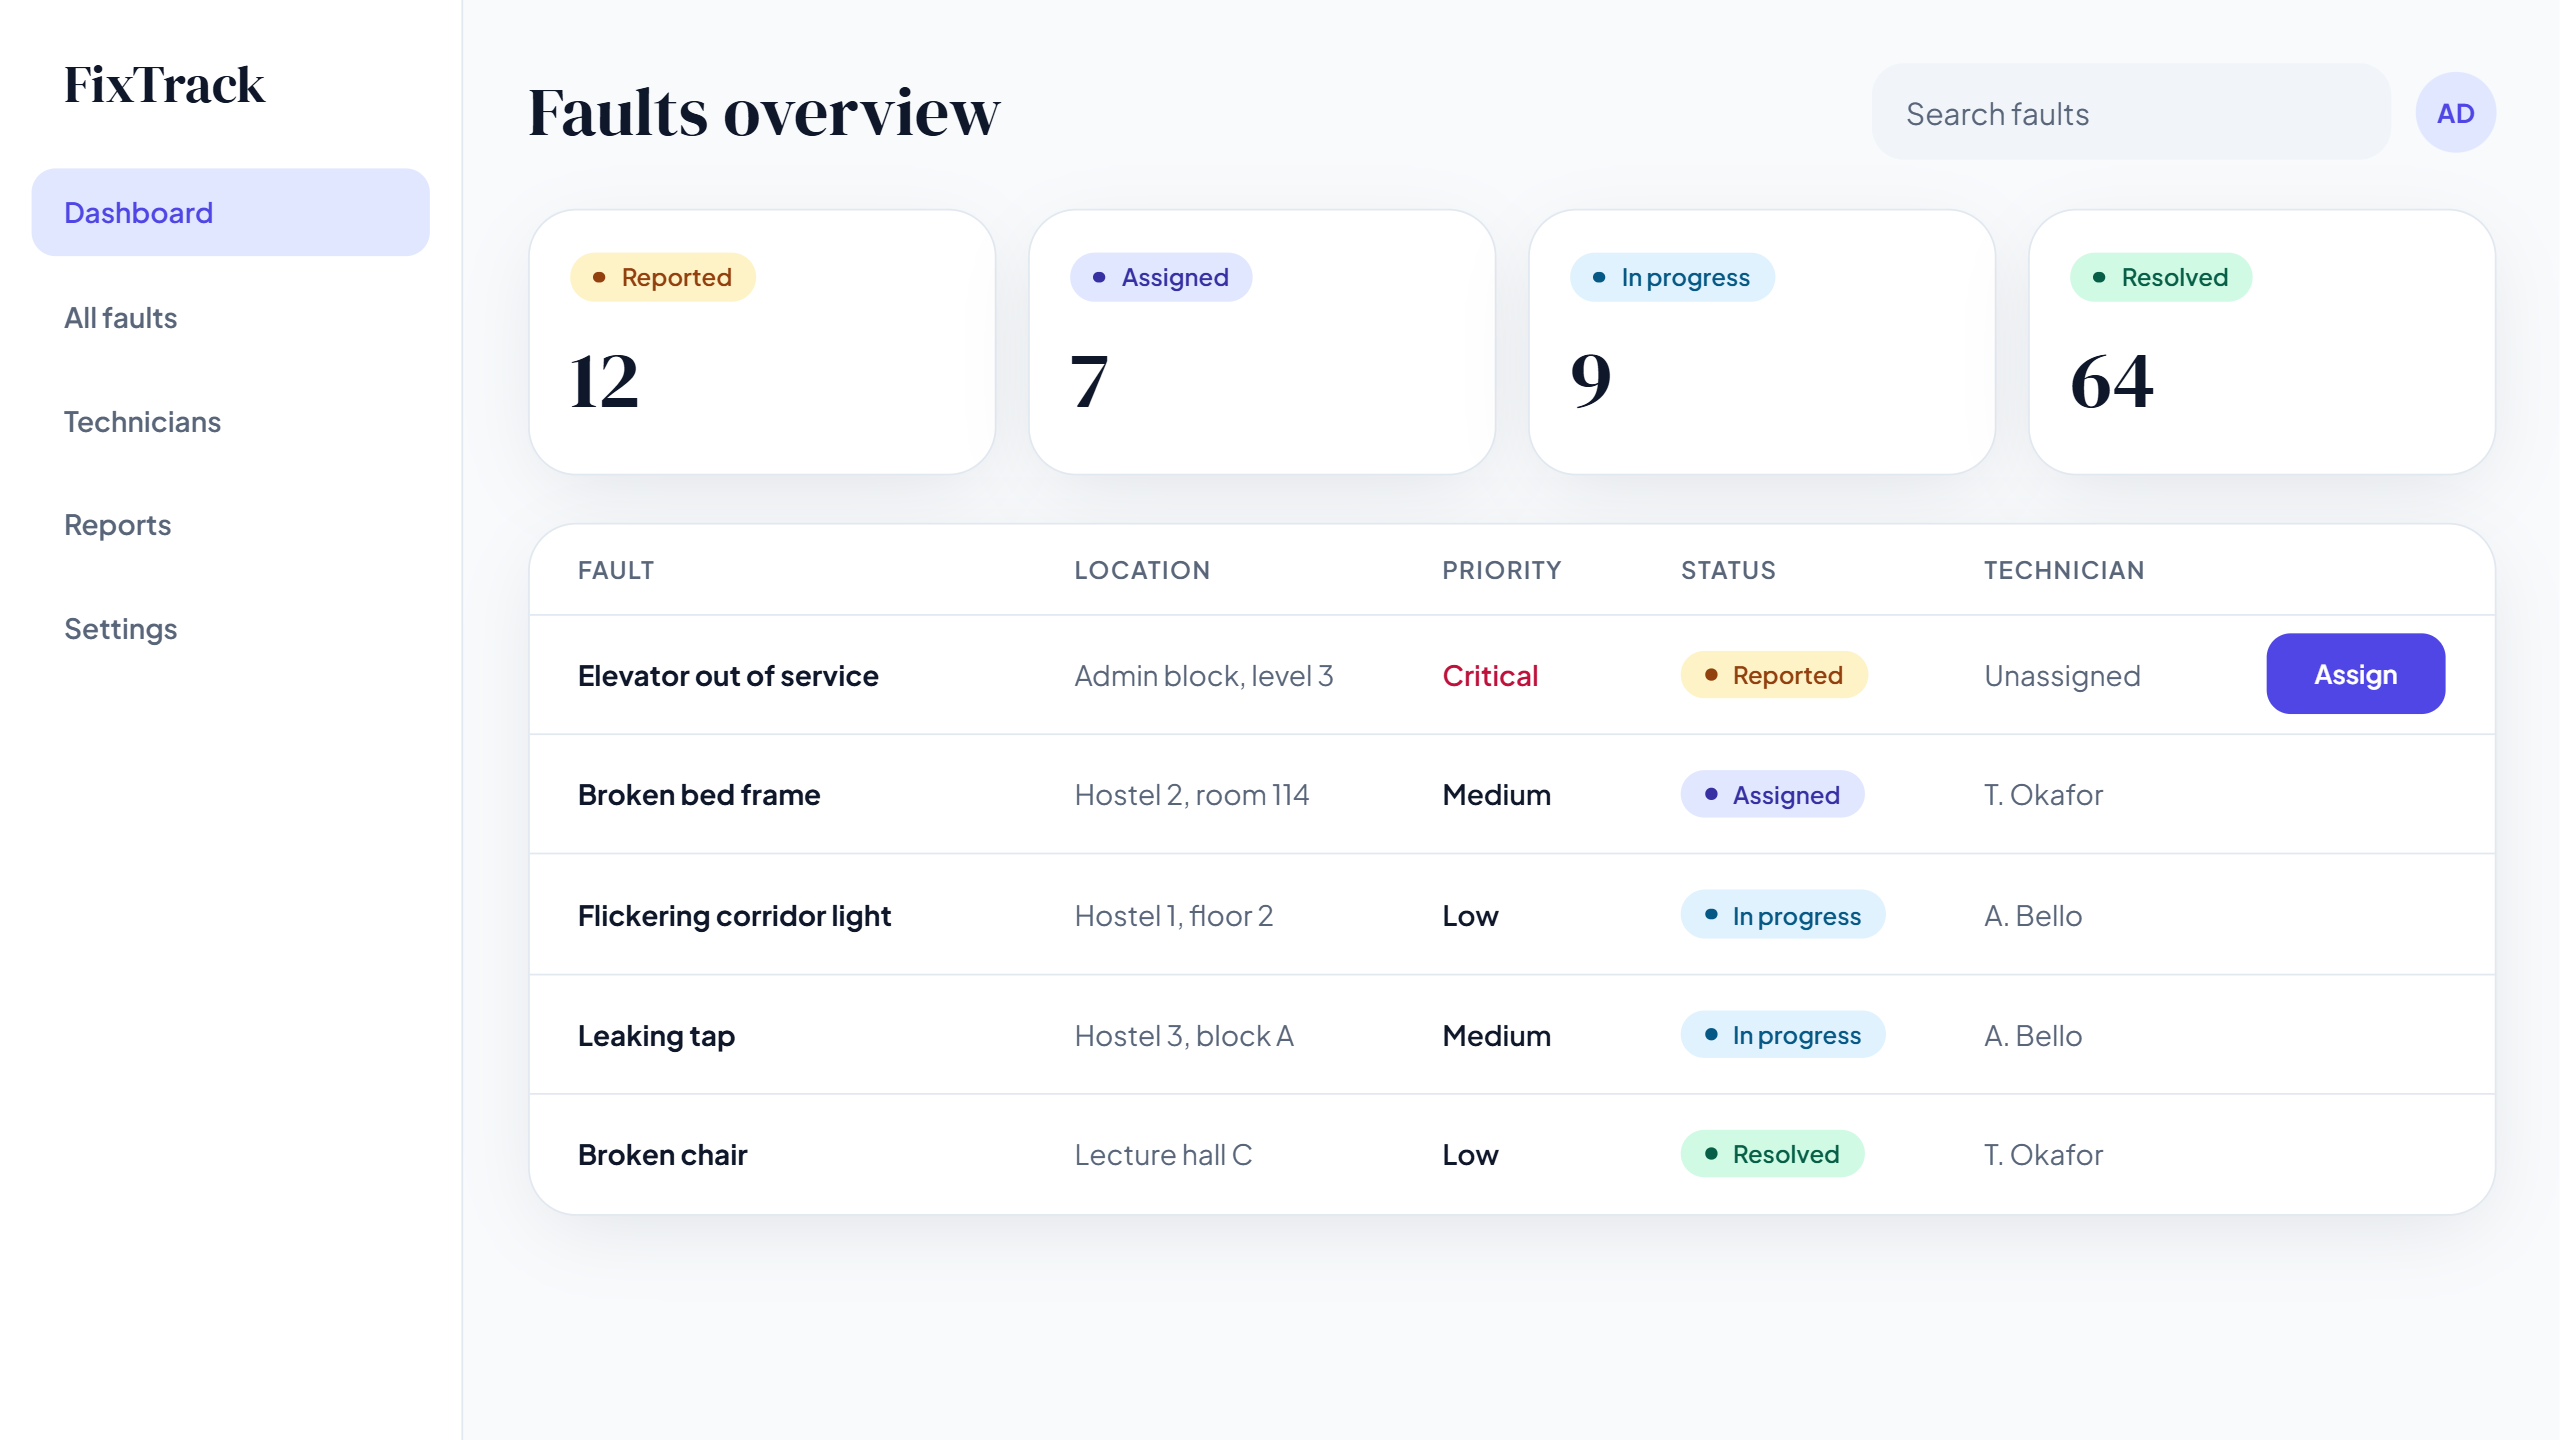 FixTrack
Dashboard
All faults
Technicians
Reports
Settings
Faults overview
Search faults
AD
Reported
12
Assigned
7
In progress
9
Resolved
64
FAULT LOCATION PRIORITY STATUS TECHNICIAN
Elevator out of service Admin block, level 3 Critical Reported Unassigned Assign
Broken bed frame Hostel 2, room 114 Medium Assigned T. Okafor
Flickering corridor light Hostel 1, floor 2 Low In progress A. Bello
Leaking tap Hostel 3, block A Medium In progress A. Bello
Broken chair Lecture hall C Low Resolved T. Okafor